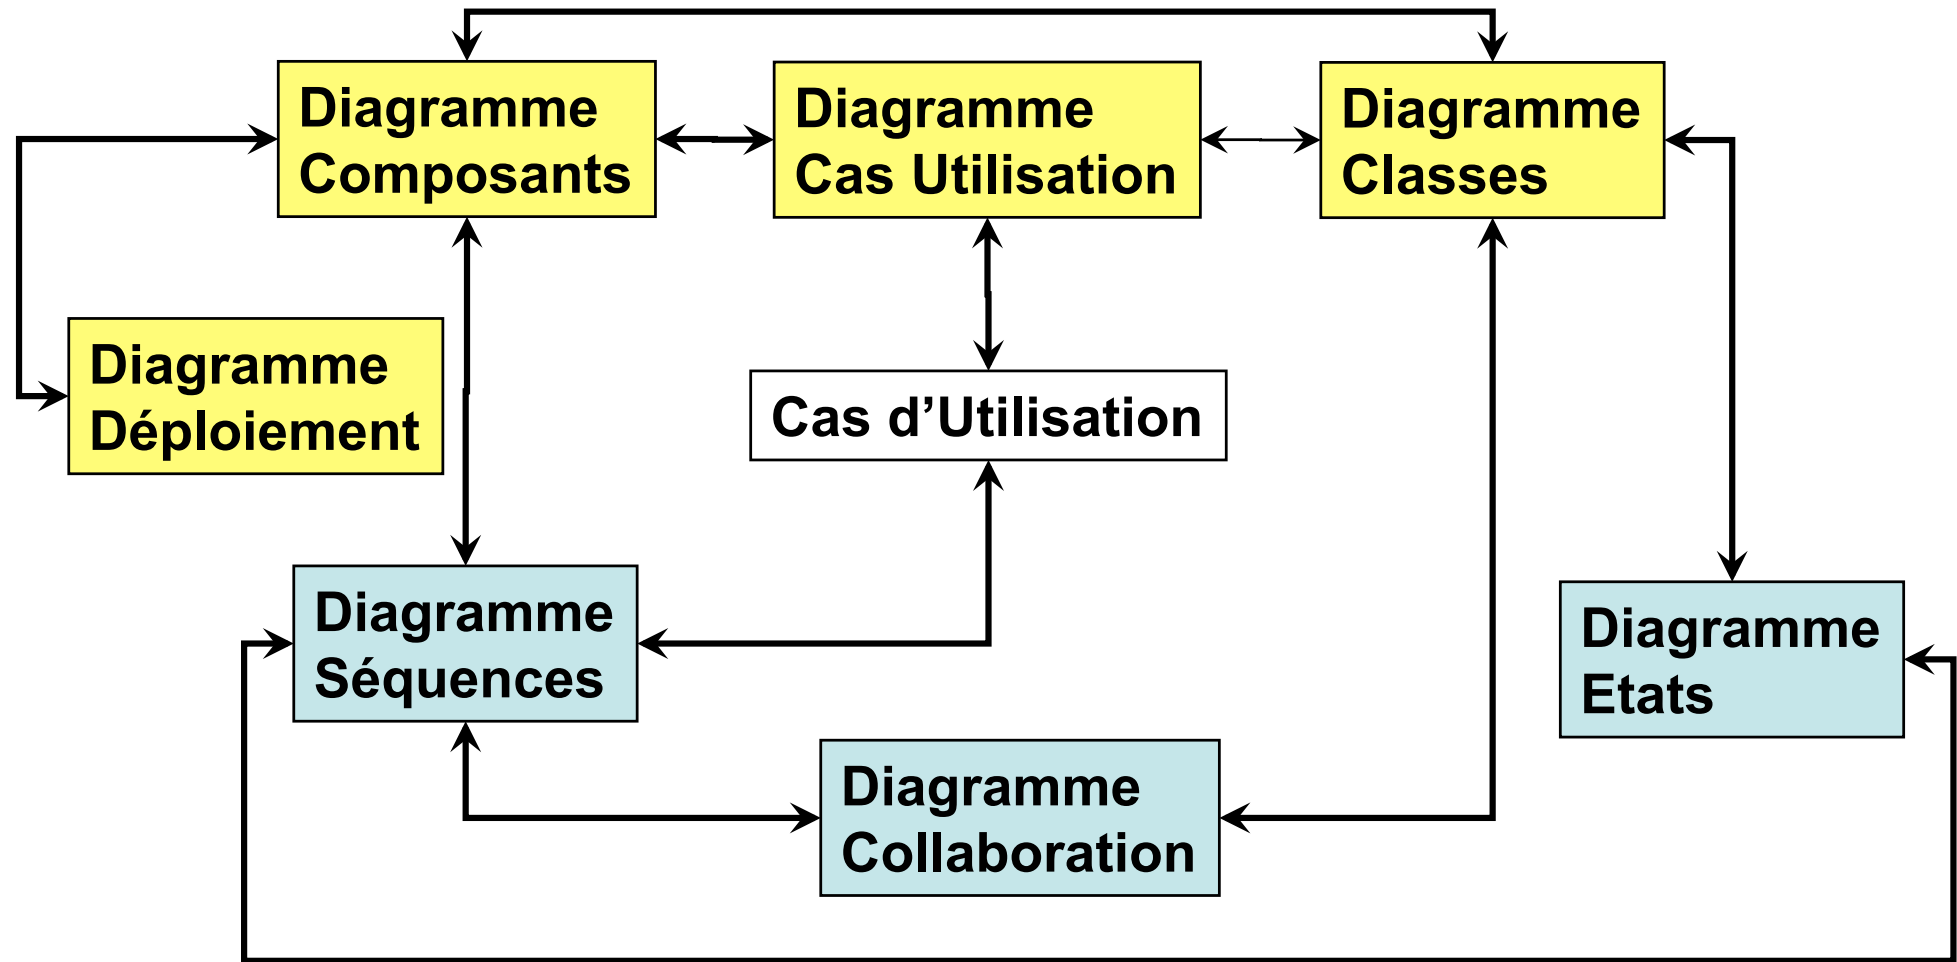 Diagramme
Composants
Diagramme
Cas Utilisation
Diagramme
Classes
Diagramme
Déploiement
Cas d’Utilisation
Diagramme
Séquences
Diagramme
Etats
Diagramme
Collaboration